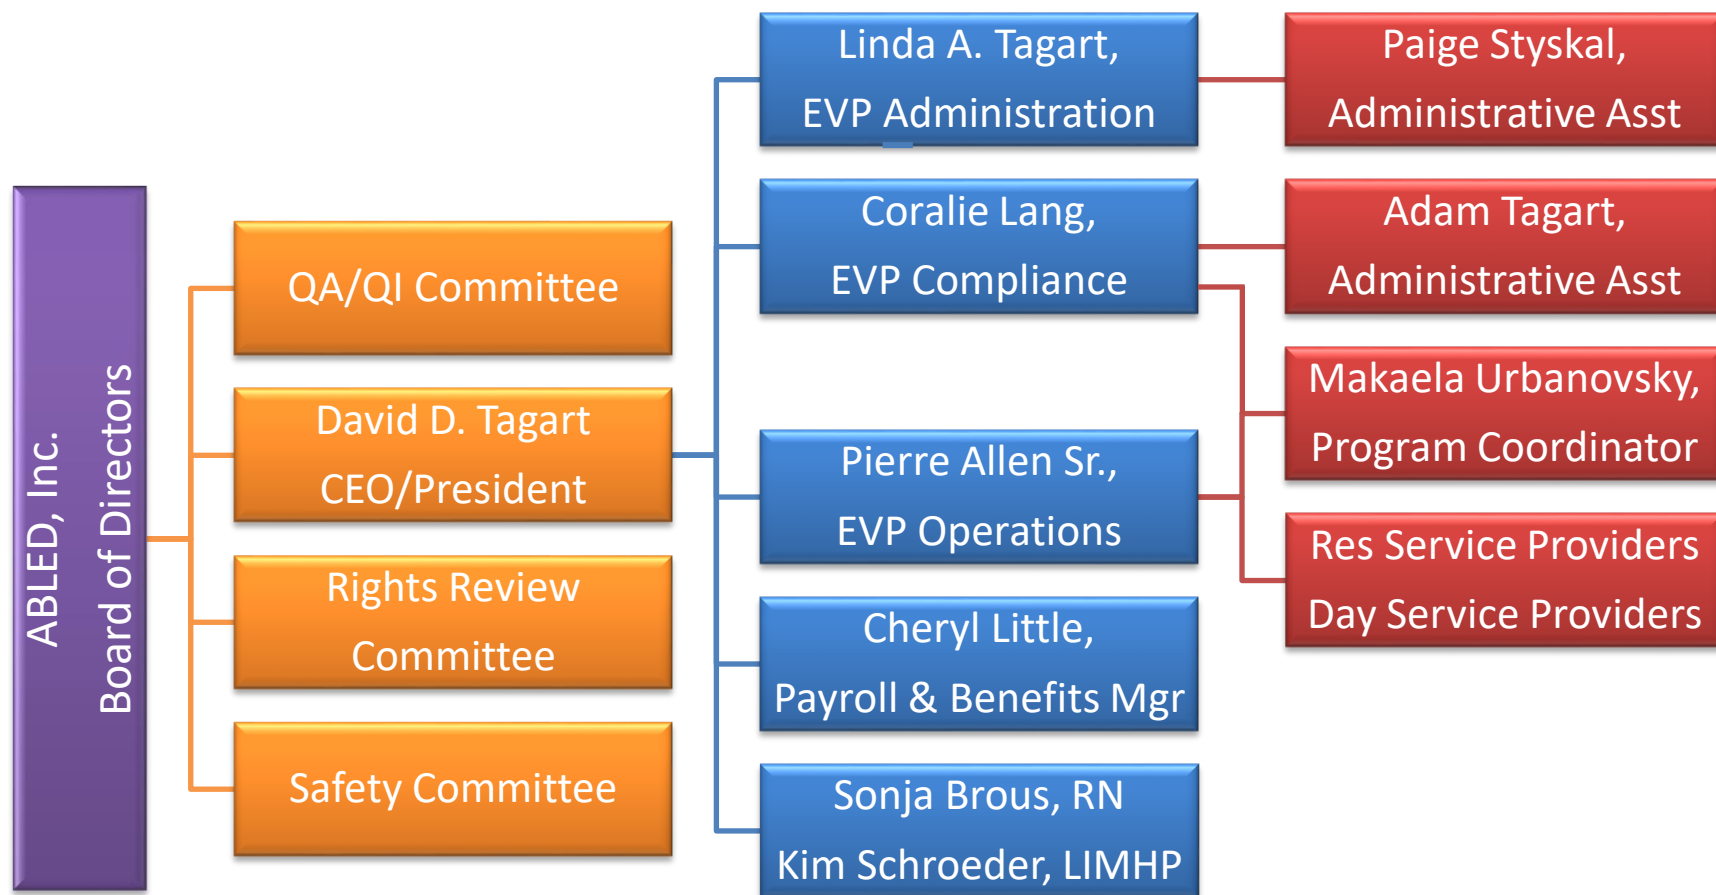 ABLED, Inc.
Board of Directors
QA/QI Committee
David D. Tagart
CEO/President
Rights Review
Committee
Safety Committee
Linda A. Tagart,
EVP Administration
Coralie Lang,
EVP Compliance
Pierre Allen Sr.,
EVP Operations
Cheryl Little,
Payroll & Benefits Mgr
Sonja Brous, RN
Kim Schroeder, LIMHP
Paige Styskal,
Administrative Asst
Adam Tagart,
Administrative Asst
Makaela Urbanovsky,
Program Coordinator
Res Service Providers
Day Service Providers